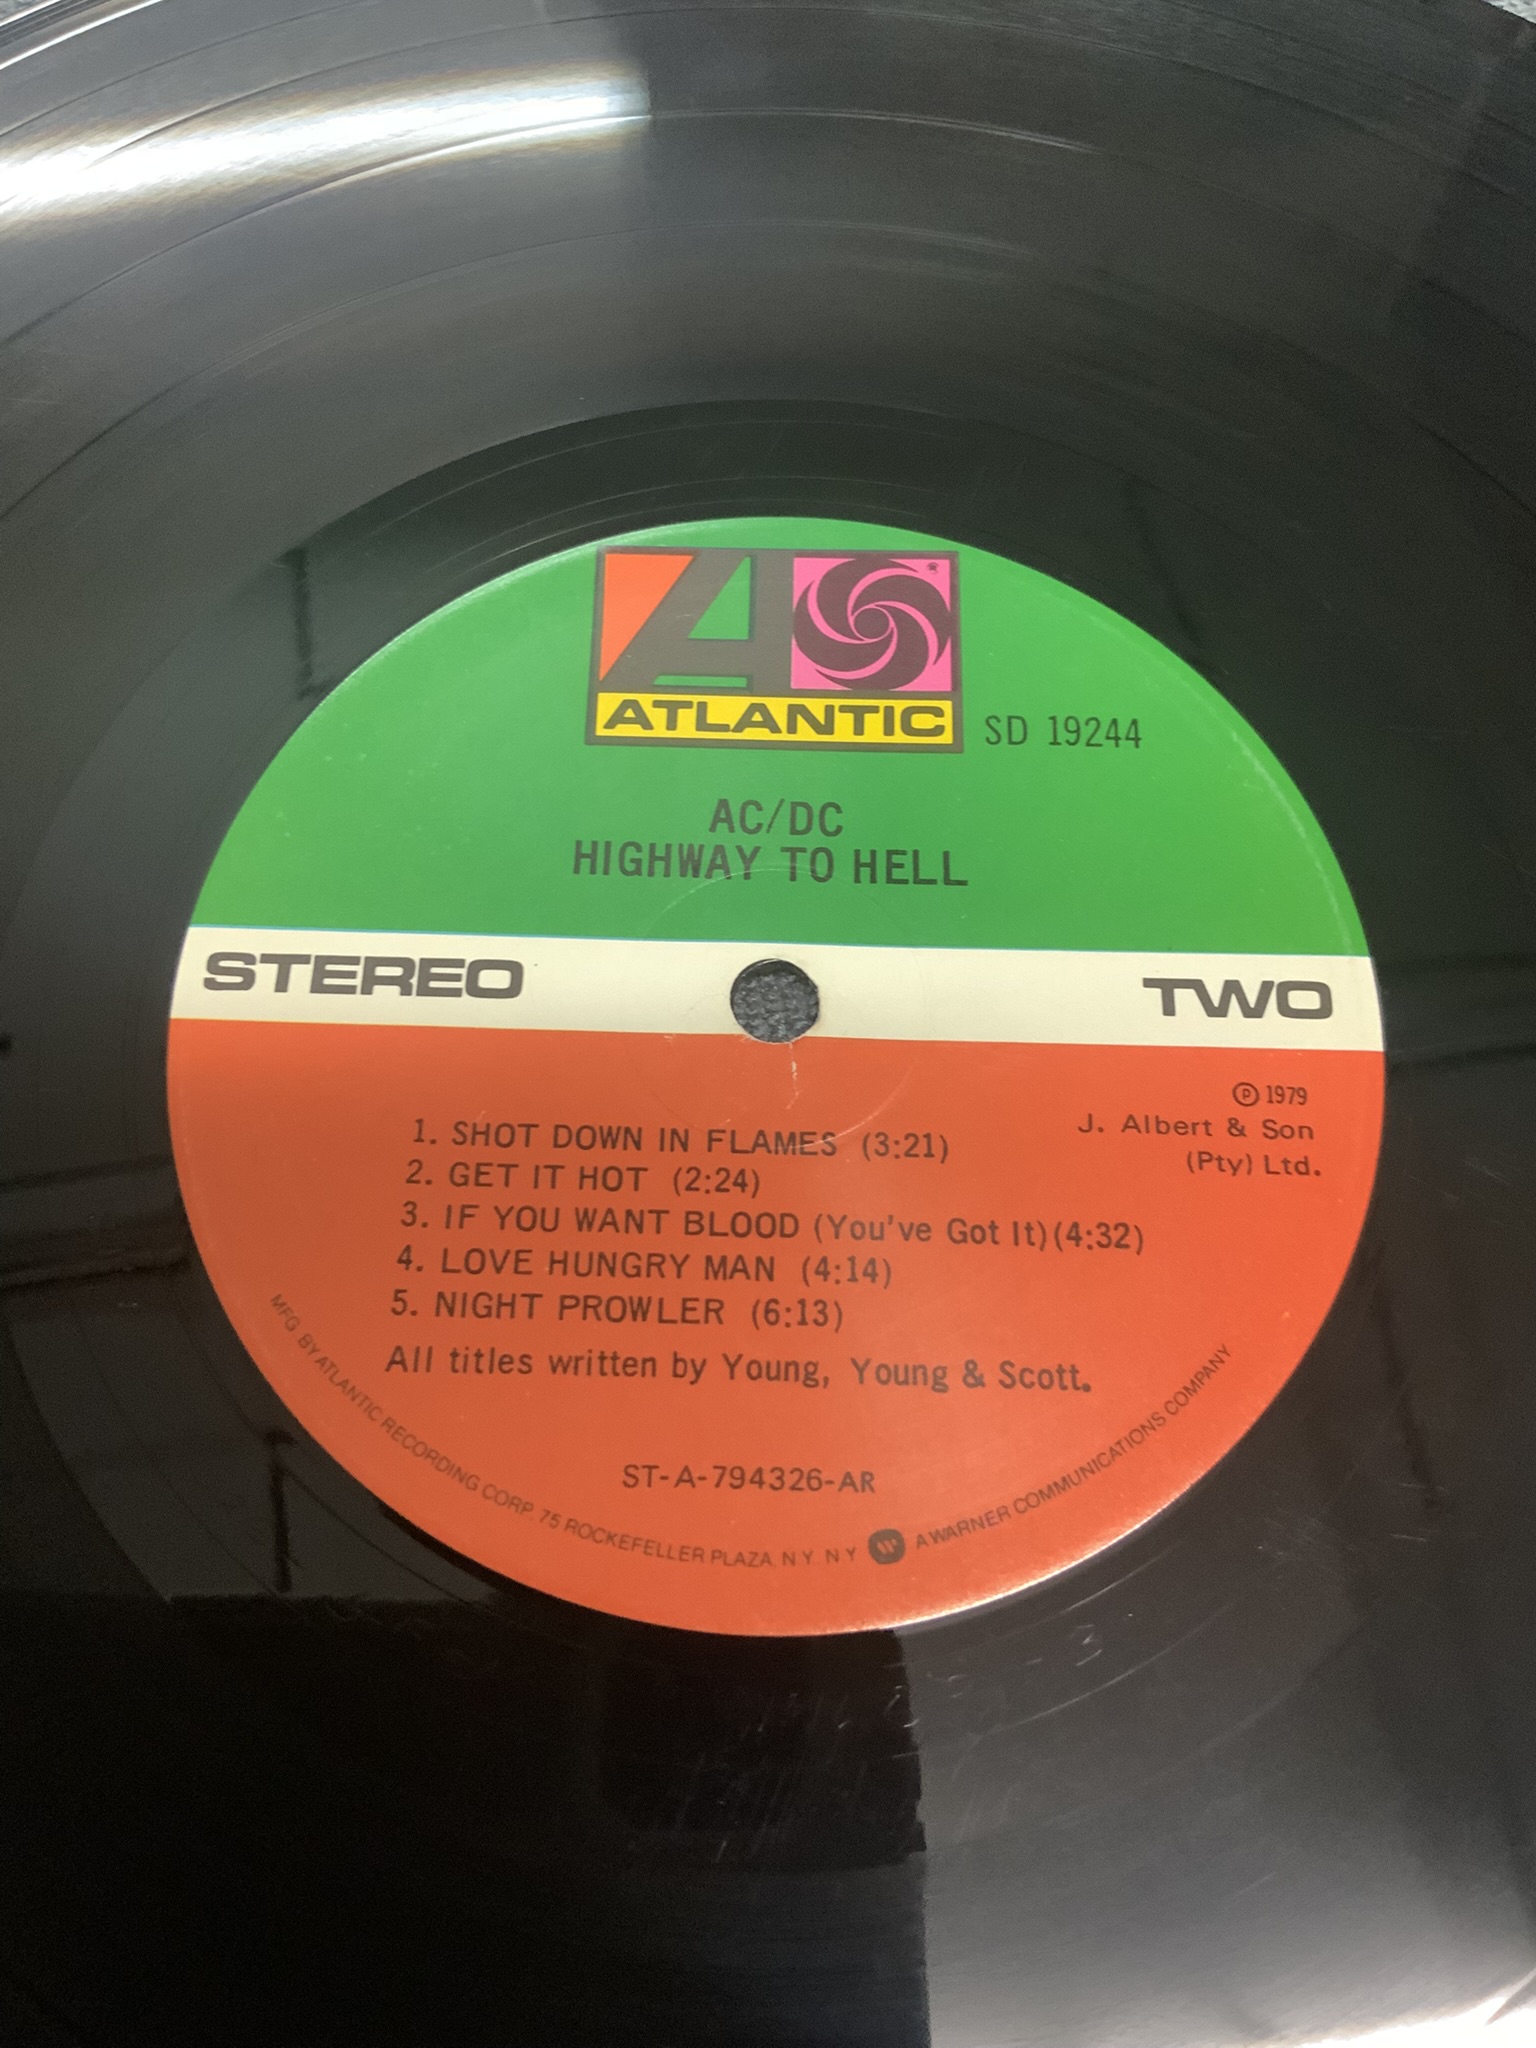 ATLANTIC
SD 19244
AC/DC
HIGHWAY TO HELL
STEREO
TWO
Ⓟ 1979
J. Albert & Son
(Pty) Ltd.
1. SHOT DOWN IN FLAMES (3:21)
2. GET IT HOT (2:24)
3. IF YOU WANT BLOOD (You've Got It) (4:32)
4. LOVE HUNGRY MAN (4:14)
5. NIGHT PROWLER (6:13)
All titles written by Young, Young & Scott.
ST-A-794326-AR
MFG BY ATLANTIC RECORDING CORP. 75 ROCKEFELLER PLAZA N.Y. N.Y. A WARNER COMMUNICATIONS COMPANY